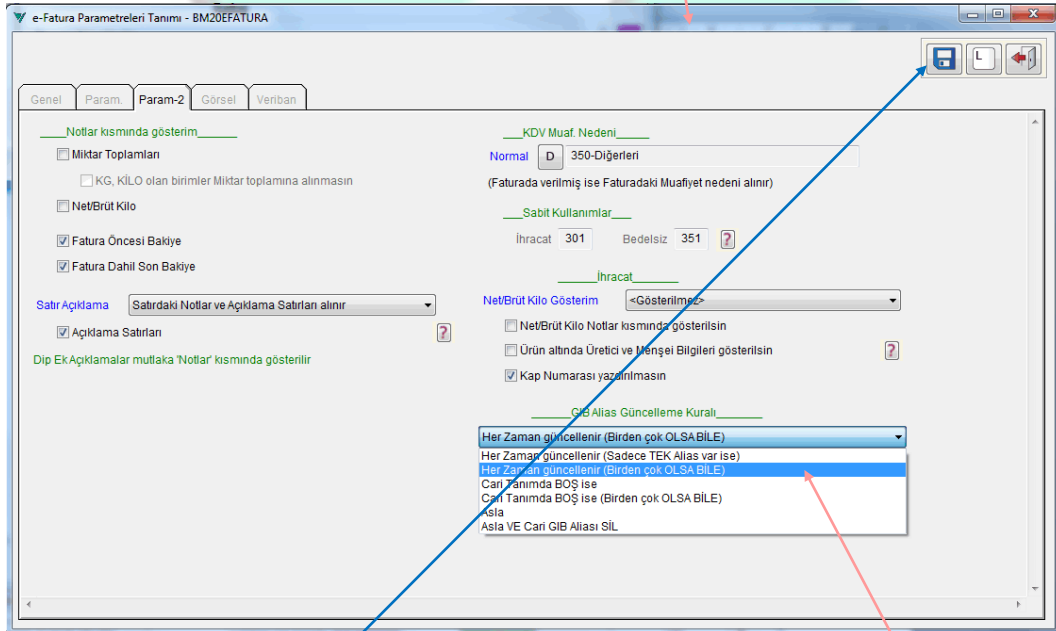 e-Fatura Parametreleri Tanımı - BM20EFATURA
L
Genel Param. Param-2 Görsel Veriban
____Notlar kısmında gösterim______
Miktar Toplamları
KG, KİLO olan birimler Miktar toplamına alınmasın
Net/Brüt Kilo
Fatura Öncesi Bakiye
Fatura Dahil Son Bakiye
Satır Açıklama Satırdaki Notlar ve Açıklama Satırları alınır
Açıklama Satırları ?
Dip Ek Açıklamalar mutlaka 'Notlar' kısmında gösterilir
___KDV Muaf. Nedeni_____
Normal D 350-Diğerleri
(Faturada verilmiş ise Faturadaki Muafiyet nedeni alınır)
___Sabit Kullanımlar___
İhracat 301 Bedelsiz 351 ?
__________İhracat_______
Net/Brüt Kilo Gösterim <Gösterilmez>
Net/Brüt Kilo Notlar kısmında gösterilsin
Ürün altında Üretici ve Menşei Bilgileri gösterilsin ?
Kap Numarası yazdırılmasın
______GIB Alias Güncelleme Kuralı_______
Her Zaman güncellenir (Birden çok OLSA BİLE)
Her Zaman güncellenir (Sadece TEK Alias var ise)
Her Zaman güncellenir (Birden çok OLSA BİLE)
Cari Tanımda BOŞ ise
Cari Tanımda BOŞ ise (Birden çok OLSA BİLE)
Asla
Asla VE Cari GIB Aliası SİL